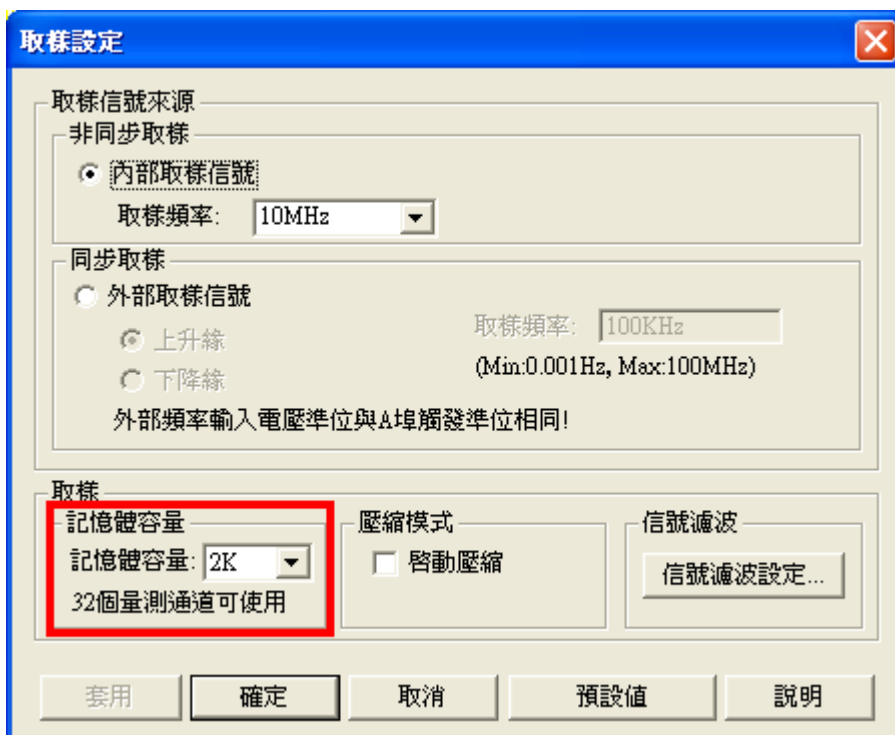 取樣設定
取樣信號來源
非同步取樣
內部取樣信號
取樣頻率: 10MHz
同步取樣
外部取樣信號
上升緣
取樣頻率: 100KHz
下降緣
(Min:0.001Hz, Max:100MHz)
外部頻率輸入電壓準位與A埠觸發準位相同!
取樣
記憶體容量
記憶體容量: 2K
32個量測通道可使用
壓縮模式
啓動壓縮
信號濾波
信號濾波設定...
套用 確定 取消 預設值 說明